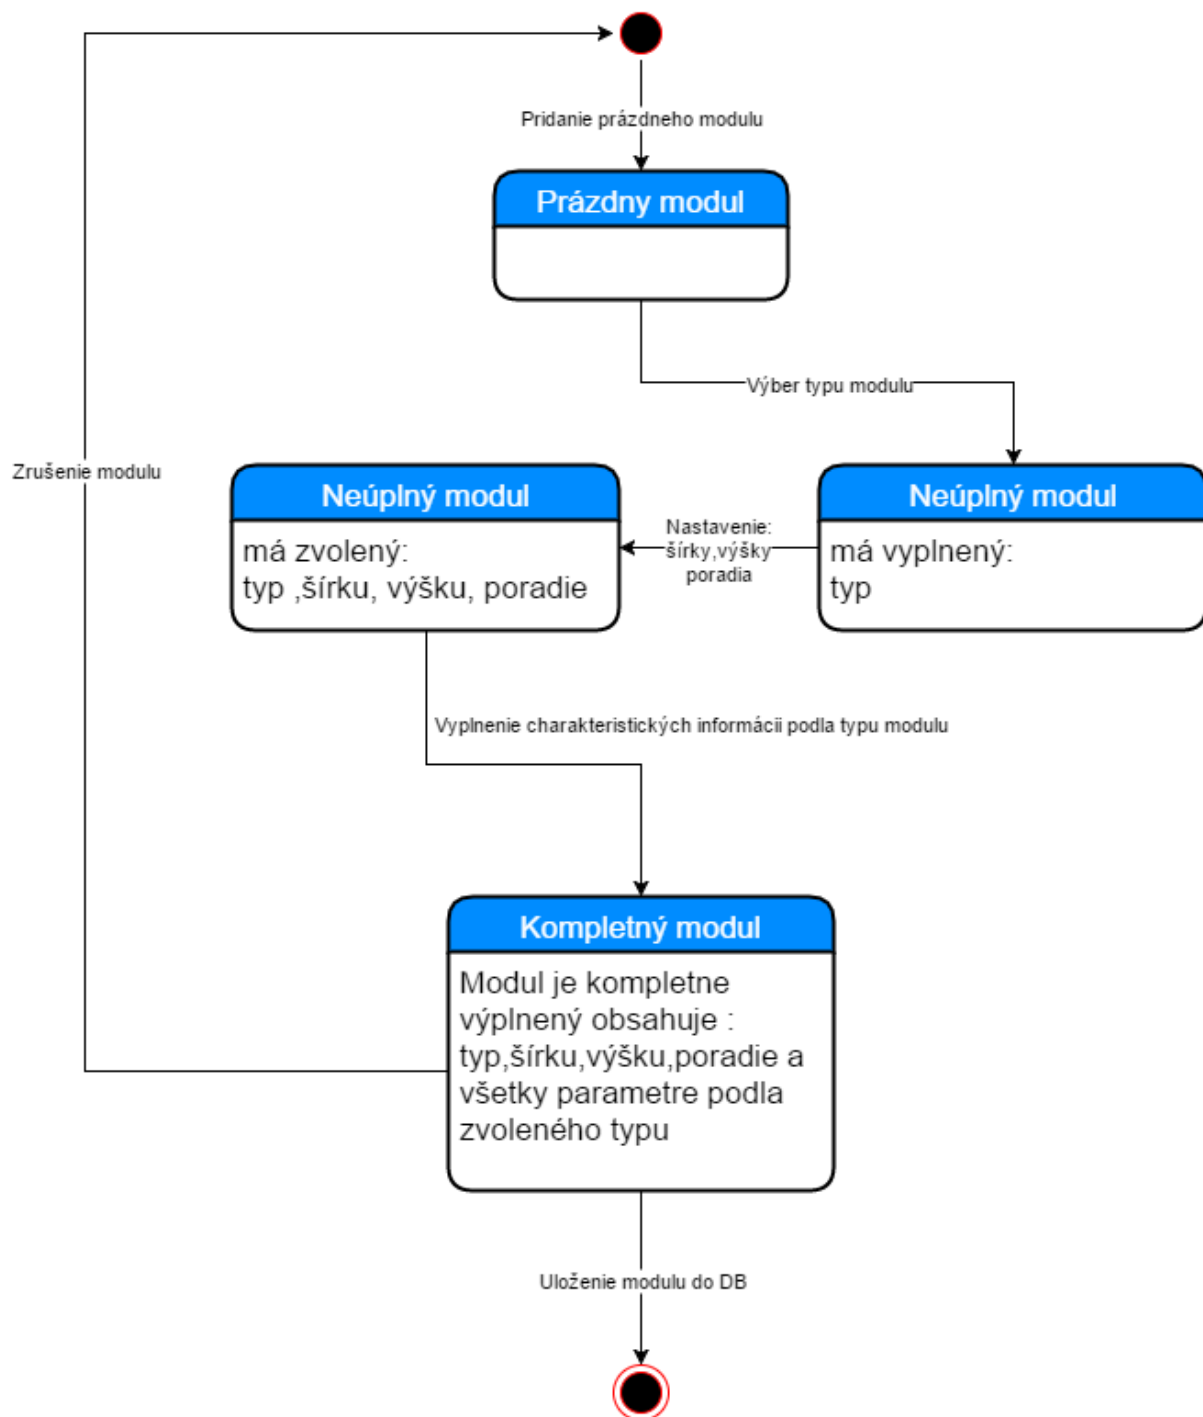 Pridanie prázdneho modulu
Prázdny modul
Výber typu modulu
Zrušenie modulu
Neúplný modul
má zvolený:
typ ,šírku, výšku, poradie
Nastavenie:
šírky,výšky
poradia
Neúplný modul
má vyplnený:
typ
Vyplnenie charakteristických informácii podla typu modulu
Kompletný modul
Modul je kompletne
výplnený obsahuje :
typ,šírku,výšku,poradie a
všetky parametre podla
zvoleného typu
Uloženie modulu do DB